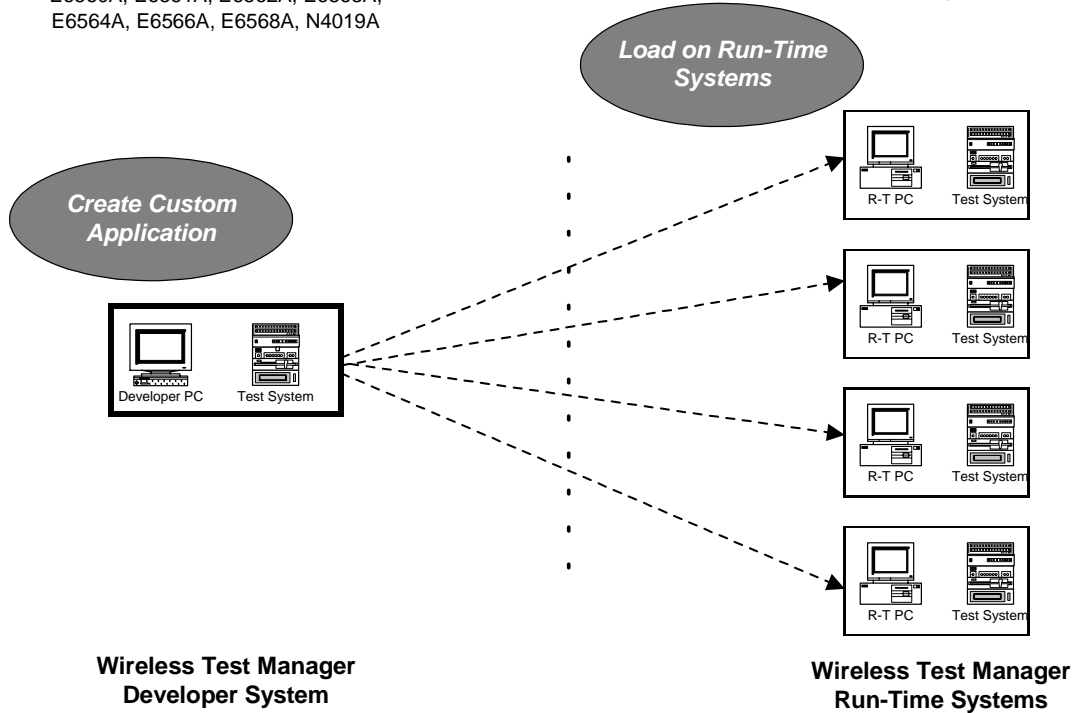 E6564A, E6566A, E6568A, N4019A
Load on Run-Time
Systems
Create Custom
Application
Developer PC
Test System
R-T PC
Test System
R-T PC
Test System
R-T PC
Test System
R-T PC
Test System
Wireless Test Manager
Developer System
Wireless Test Manager
Run-Time Systems